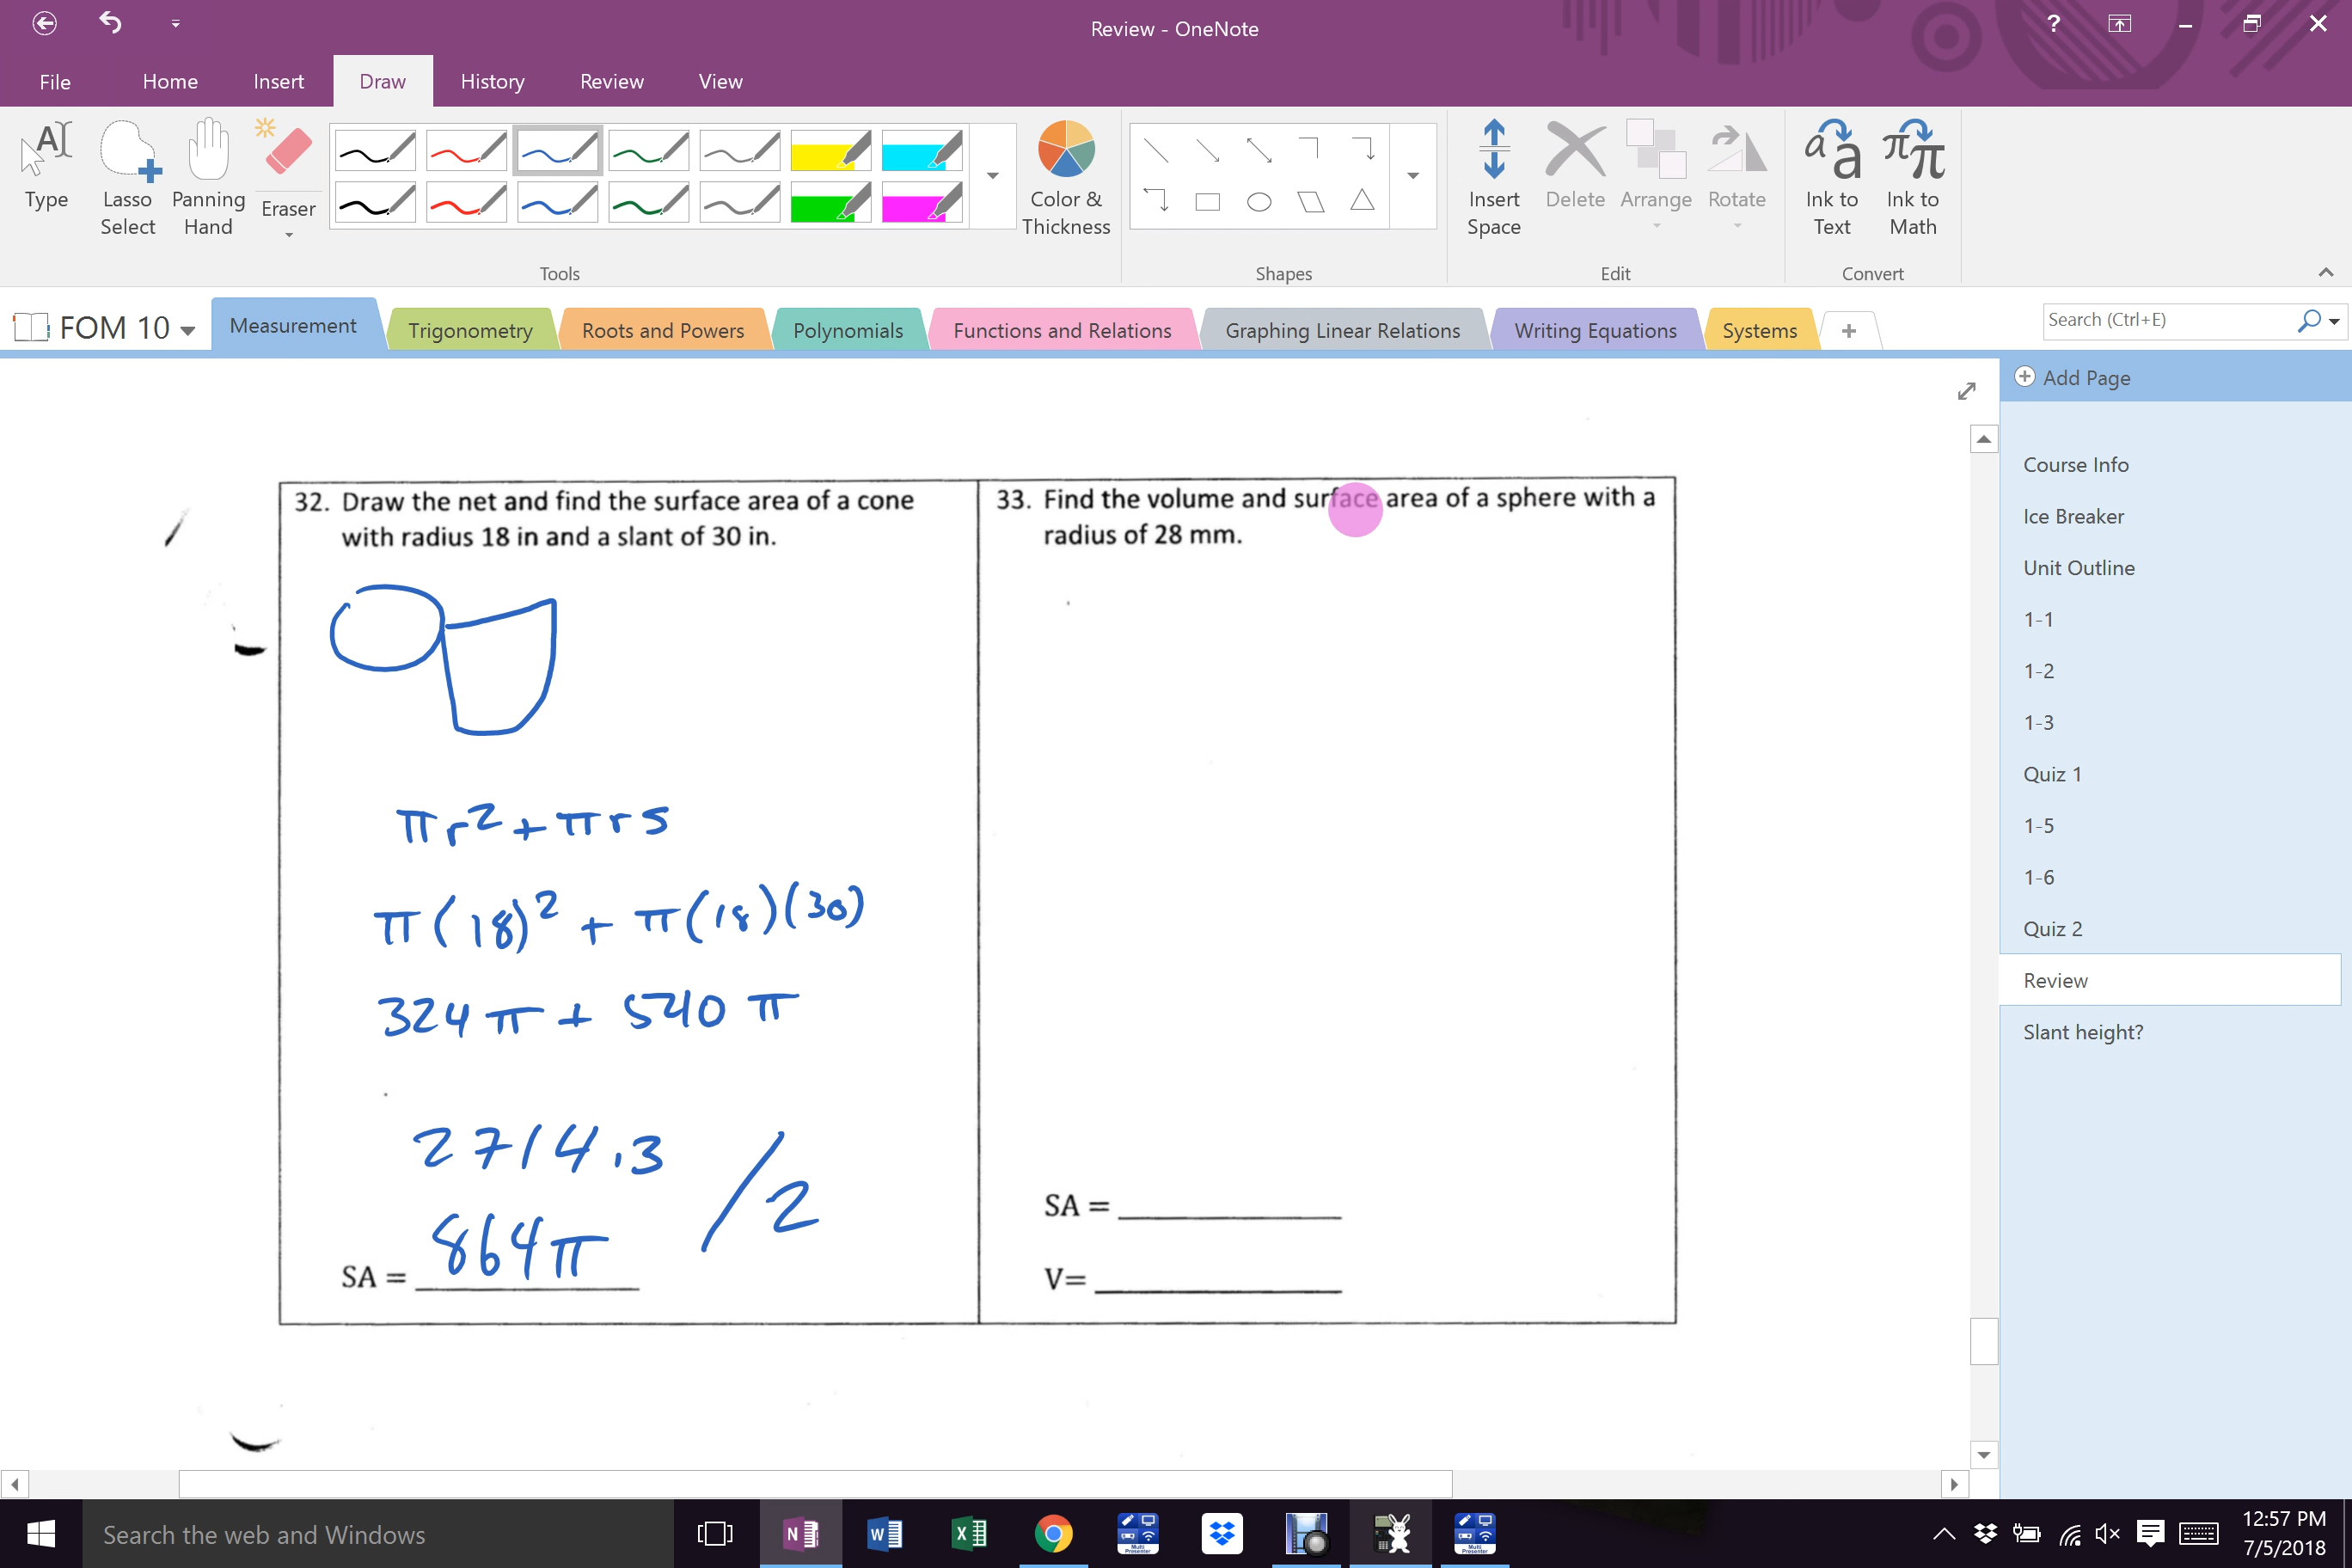 Review - OneNote
?
File Home Insert Draw History Review View
Type
Lasso Select
Panning Hand
Eraser
Color & Thickness
Insert Space
Delete
Arrange
Rotate
Ink to Text
Ink to Math
Tools Shapes Edit Convert
FOM 10 Measurement Trigonometry Roots and Powers Polynomials Functions and Relations Graphing Linear Relations Writing Equations Systems + Search (Ctrl+E)
Add Page
Course Info
Ice Breaker
Unit Outline
1-1
1-2
1-3
Quiz 1
1-5
1-6
Quiz 2
Review
Slant height?
32. Draw the net and find the surface area of a cone
with radius 18 in and a slant of 30 in.
πr² + πrs
π(18)² + π(18)(30)
324π + 540π
2714.3
/2
SA = 864π
33. Find the volume and surface area of a sphere with a
radius of 28 mm.
SA = ____________
V= ____________
Search the web and Windows
12:57 PM
7/5/2018